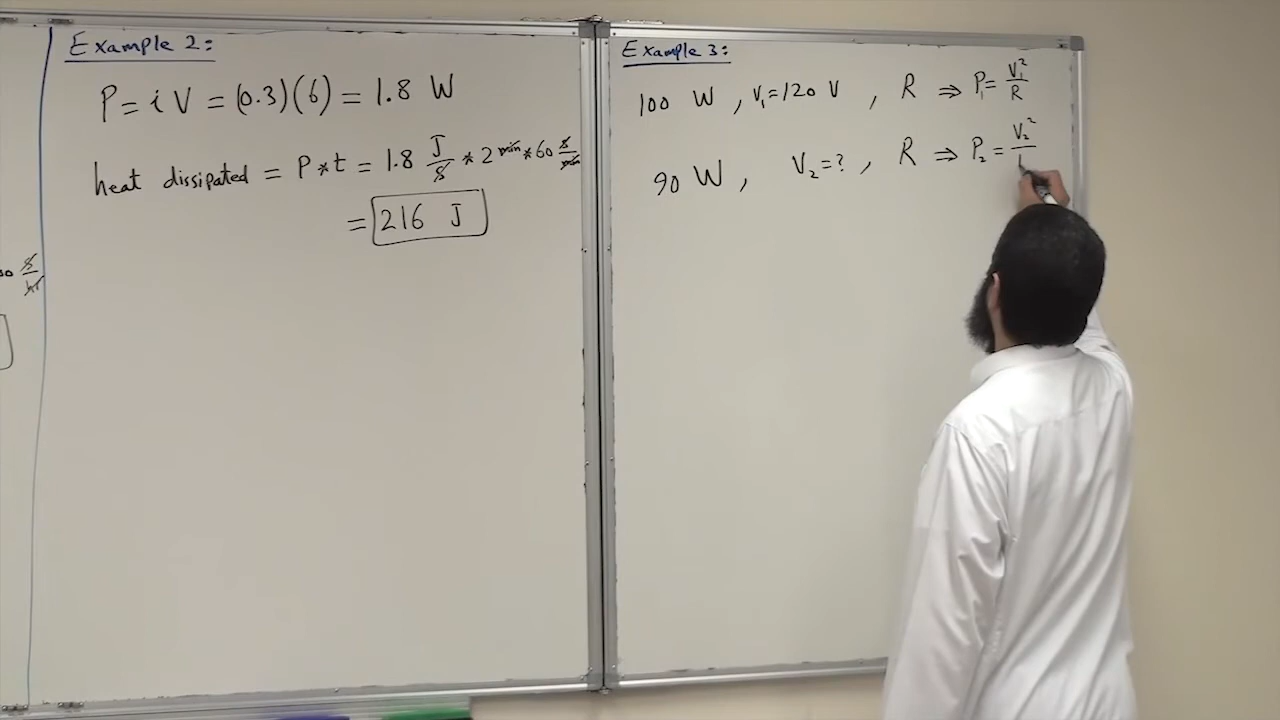 Example 2:
P = i V = (0.3)(6) = 1.8 W
heat dissipated = P * t = 1.8 J/s * 2 min * 60 s/min
= 216 J
Example 3:
100 W , V₁=120 V , R ⇒ P₁= V₁²/R
90 W , V₂=? , R ⇒ P₂ = V₂²/